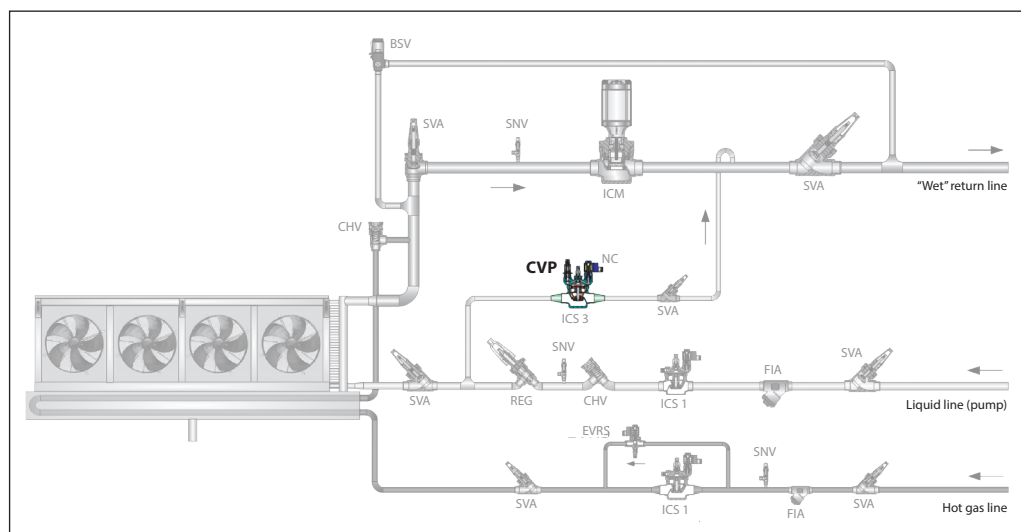 BSV
SVA
SNV
ICM
SVA
“Wet” return line
CHV
CVP
NC
ICS 3
SVA
SVA
REG
SNV
CHV
ICS 1
FIA
SVA
Liquid line (pump)
EVRS
SVA
ICS 1
SNV
FIA
SVA
Hot gas line